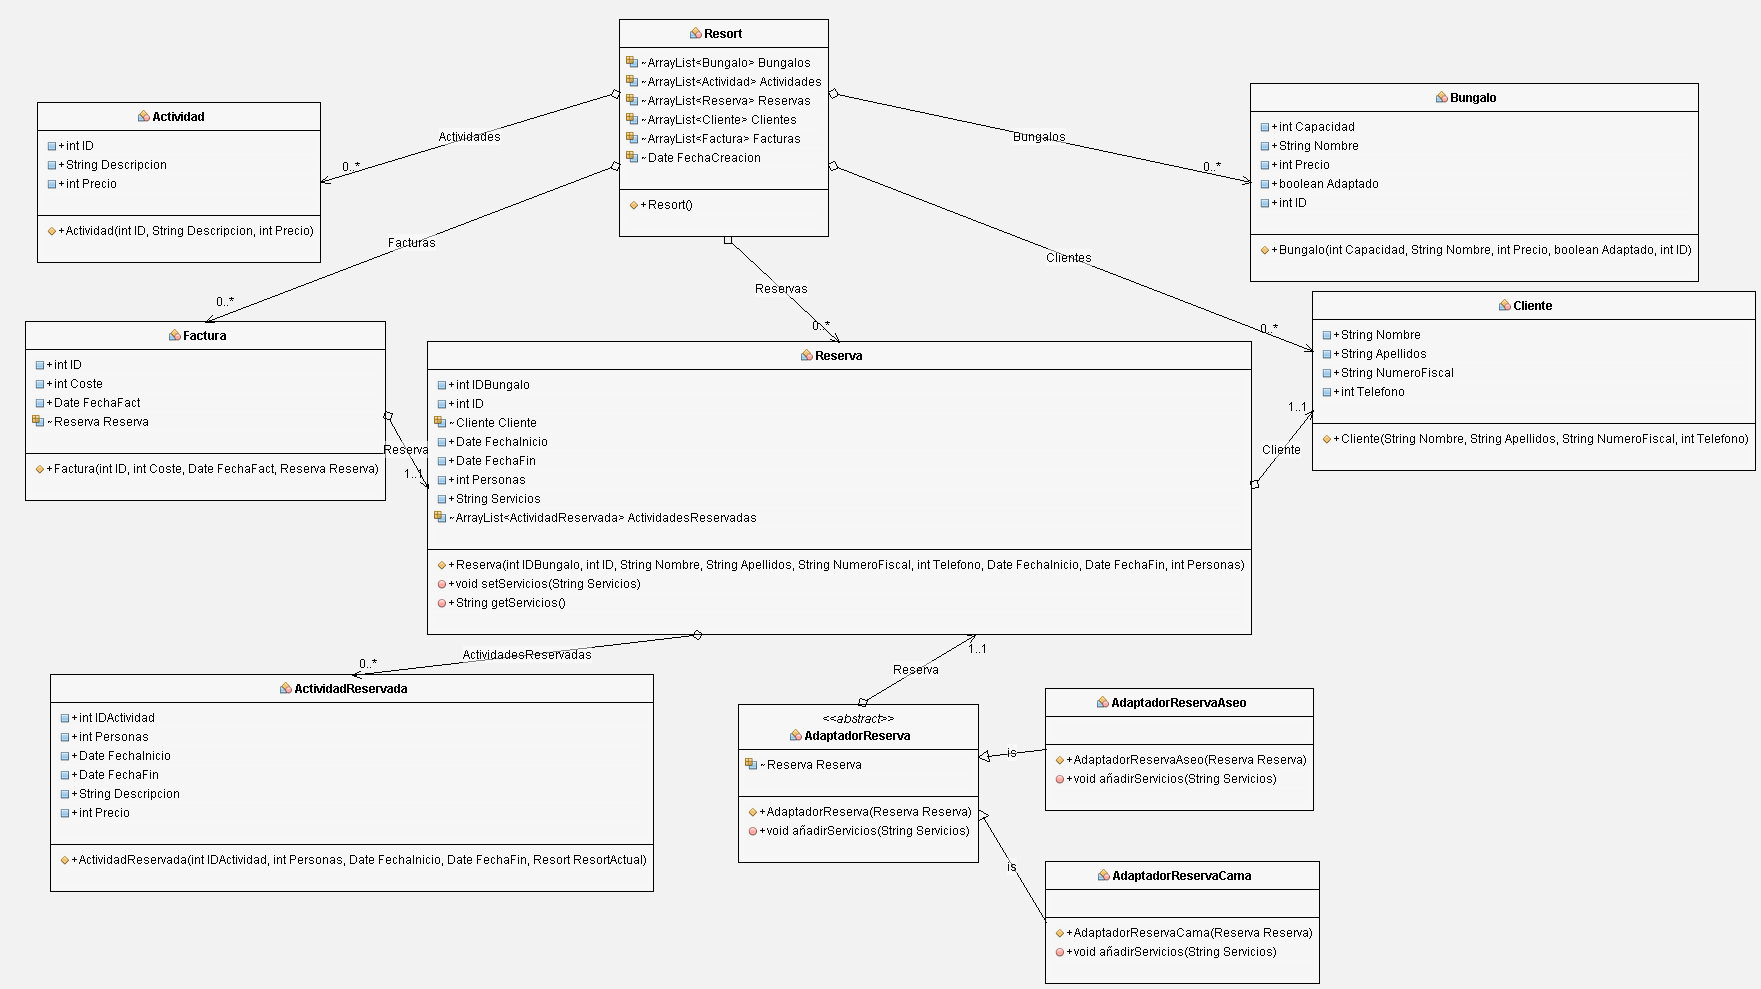 Resort
~ArrayList<Bungalo> Bungalos
~ArrayList<Actividad> Actividades
~ArrayList<Reserva> Reservas
~ArrayList<Cliente> Clientes
~ArrayList<Factura> Facturas
~Date FechaCreacion
+Resort()
Actividades
0..*
Facturas
0..*
Reservas
0..*
Bungalos
0..*
Clientes
0..*
Actividad
+int ID
+String Descripcion
+int Precio
+Actividad(int ID, String Descripcion, int Precio)
Bungalo
+int Capacidad
+String Nombre
+int Precio
+boolean Adaptado
+int ID
+Bungalo(int Capacidad, String Nombre, int Precio, boolean Adaptado, int ID)
Factura
+int ID
+int Coste
+Date FechaFact
~Reserva Reserva
+Factura(int ID, int Coste, Date FechaFact, Reserva Reserva)
Reserva
1..1
Reserva
+int IDBungalo
+int ID
~Cliente Cliente
+Date FechaInicio
+Date FechaFin
+int Personas
+String Servicios
~ArrayList<ActividadReservada> ActividadesReservadas
+Reserva(int IDBungalo, int ID, String Nombre, String Apellidos, String NumeroFiscal, int Telefono, Date FechaInicio, Date FechaFin, int Personas)
+void setServicios(String Servicios)
+String getServicios()
Cliente
1..1
Cliente
+String Nombre
+String Apellidos
+String NumeroFiscal
+int Telefono
+Cliente(String Nombre, String Apellidos, String NumeroFiscal, int Telefono)
ActividadesReservadas
0..*
Reserva
1..1
ActividadReservada
+int IDActividad
+int Personas
+Date FechaInicio
+Date FechaFin
+String Descripcion
+int Precio
+ActividadReservada(int IDActividad, int Personas, Date FechaInicio, Date FechaFin, Resort ResortActual)
<<abstract>>
AdaptadorReserva
~Reserva Reserva
+AdaptadorReserva(Reserva Reserva)
+void añadirServicios(String Servicios)
is
is
AdaptadorReservaAseo
+AdaptadorReservaAseo(Reserva Reserva)
+void añadirServicios(String Servicios)
AdaptadorReservaCama
+AdaptadorReservaCama(Reserva Reserva)
+void añadirServicios(String Servicios)